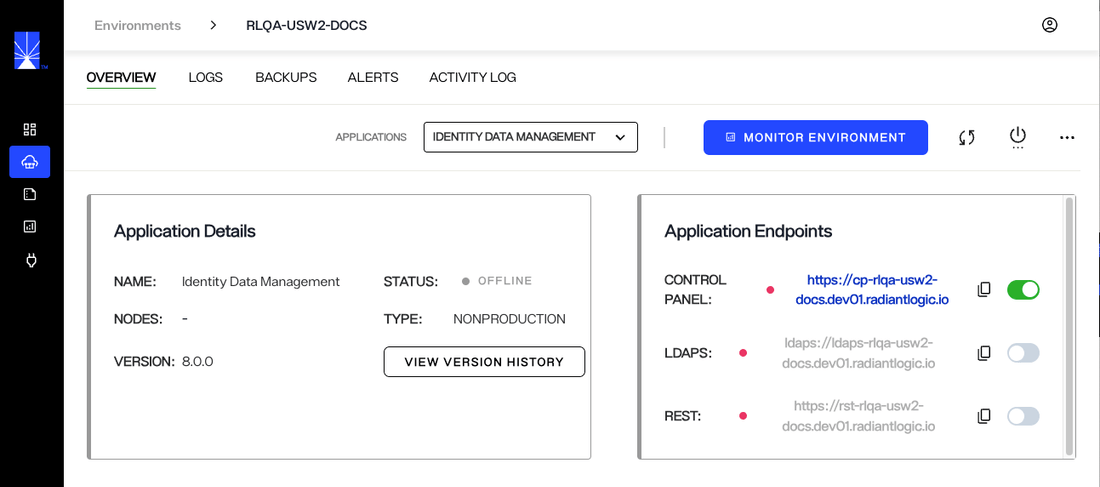 Environments > RLQA-USW2-DOCS
OVERVIEW LOGS BACKUPS ALERTS ACTIVITY LOG
APPLICATIONS IDENTITY DATA MANAGEMENT MONITOR ENVIRONMENT
Application Details
NAME: Identity Data Management STATUS: OFFLINE
NODES: - TYPE: NONPRODUCTION
VERSION: 8.0.0 VIEW VERSION HISTORY
Application Endpoints
CONTROL PANEL:
https://cp-rlqa-usw2-
docs.dev01.radiantlogic.io
LDAPS:
ldaps://ldaps-rlqa-usw2-
docs.dev01.radiantlogic.io
REST:
https://rst-rlqa-usw2-
docs.dev01.radiantlogic.io